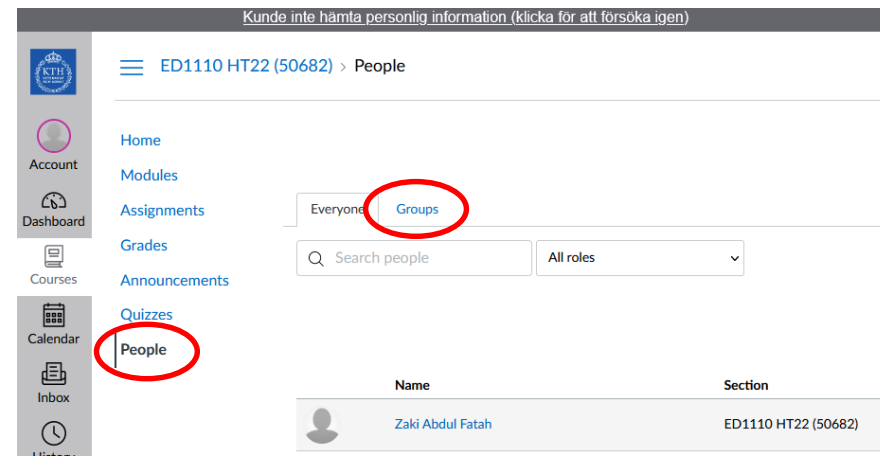 Kunde inte hämta personlig information (klicka för att försöka igen)
KTH
ED1110 HT22 (50682) > People
Account
Dashboard
Courses
Calendar
Inbox
History
Home
Modules
Assignments
Grades
Announcements
Quizzes
People
Everyone Groups
Search people All roles
Name Section
Zaki Abdul Fatah ED1110 HT22 (50682)